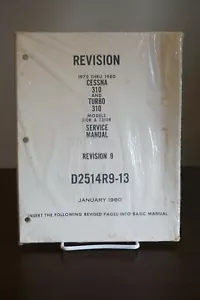 REVISION
1975 THRU 1980
CESSNA
310
AND
TURBO
310
MODELS
310R & T310R
SERVICE
MANUAL
REVISION 9
D2514R9-13
JANUARY 1980
INSERT THE FOLLOWING REVISED PAGES INTO BASIC MANUAL